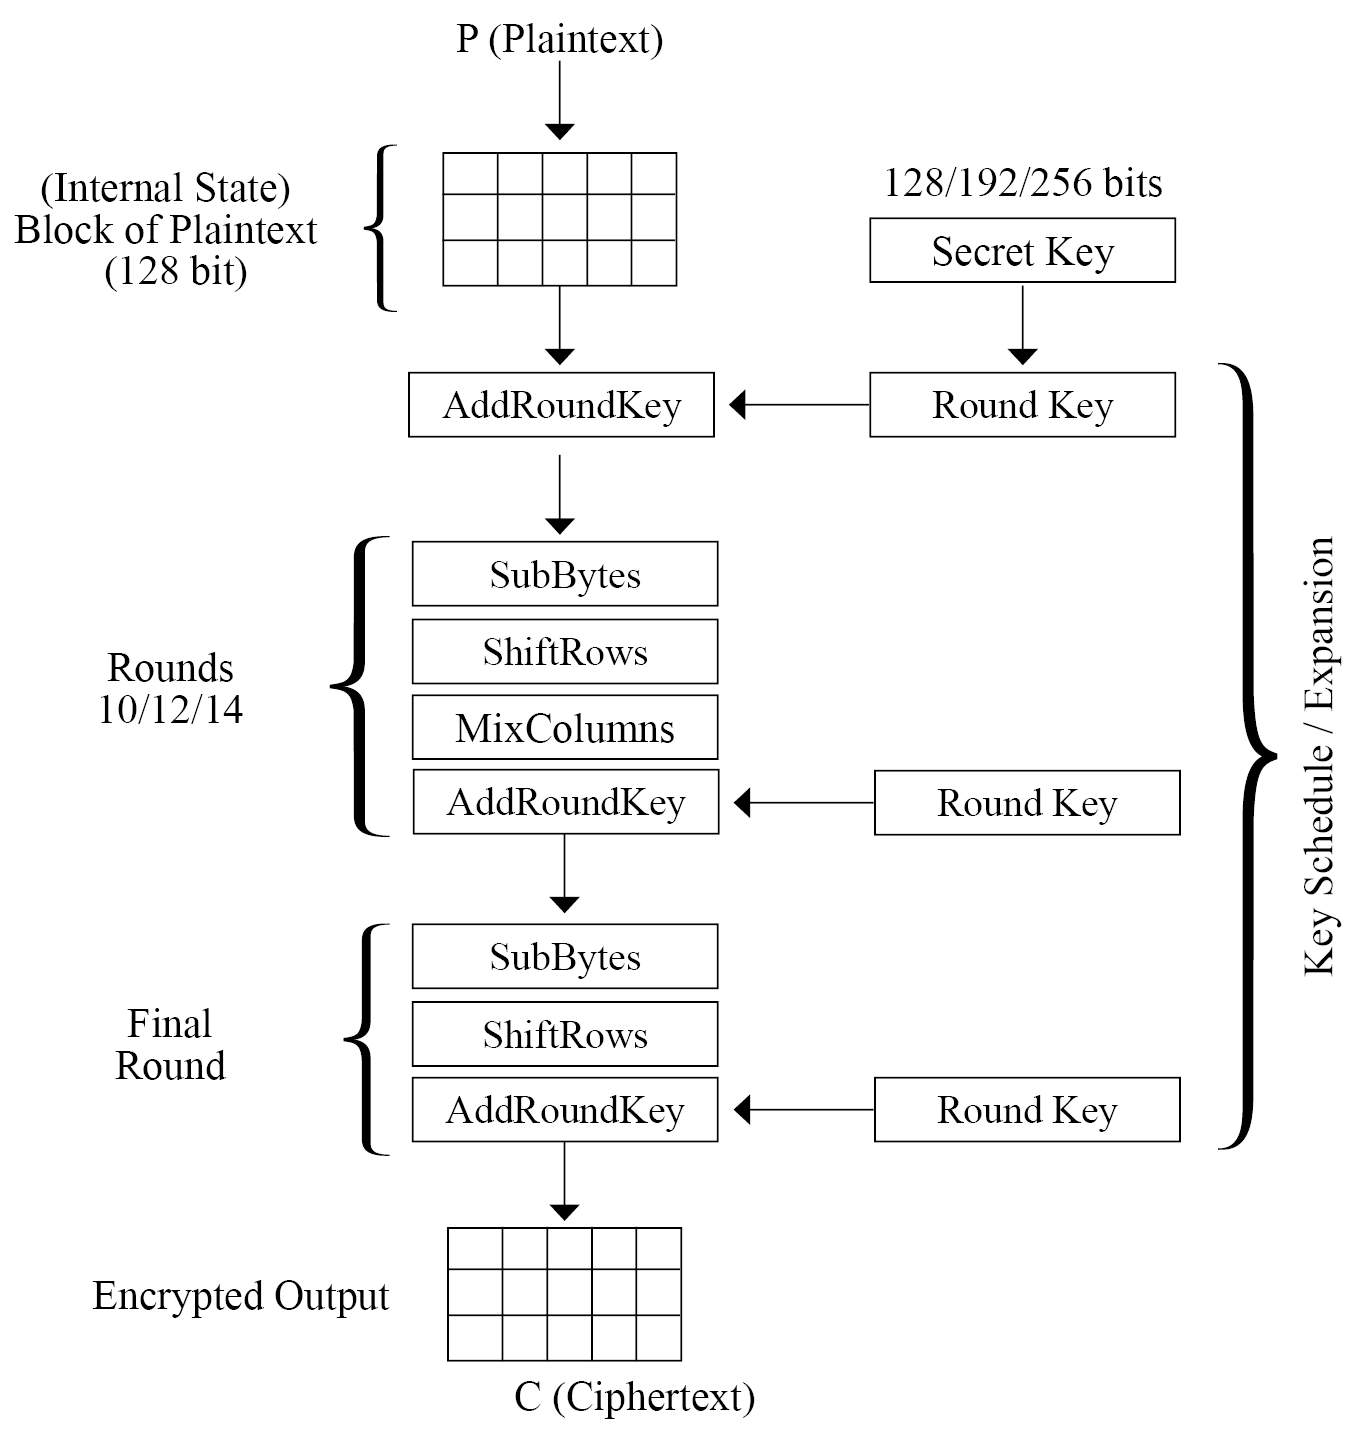 P (Plaintext)
(Internal State)
Block of Plaintext
(128 bit)
128/192/256 bits
Secret Key
AddRoundKey
Round Key
Rounds
10/12/14
SubBytes
ShiftRows
MixColumns
AddRoundKey
Round Key
Key Schedule / Expansion
Final
Round
SubBytes
ShiftRows
AddRoundKey
Round Key
Encrypted Output
C (Ciphertext)